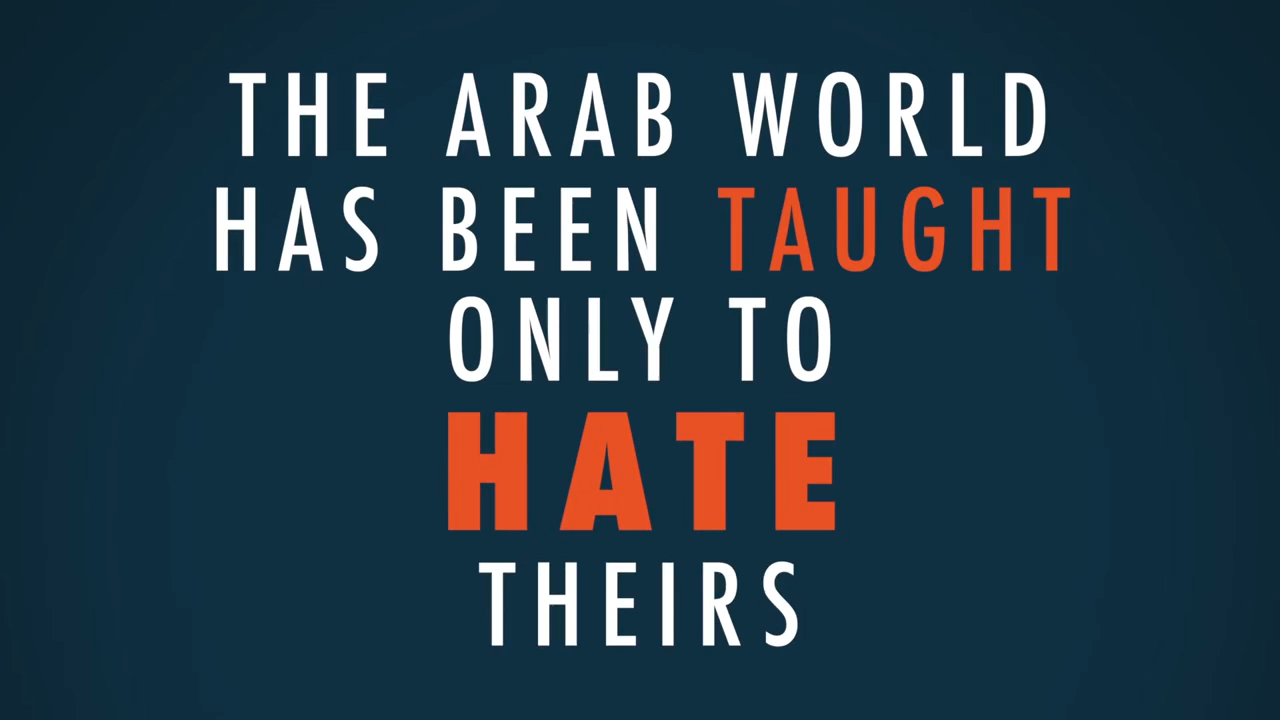 THE ARAB WORLD
HAS BEEN TAUGHT
ONLY TO
HATE
THEIRS